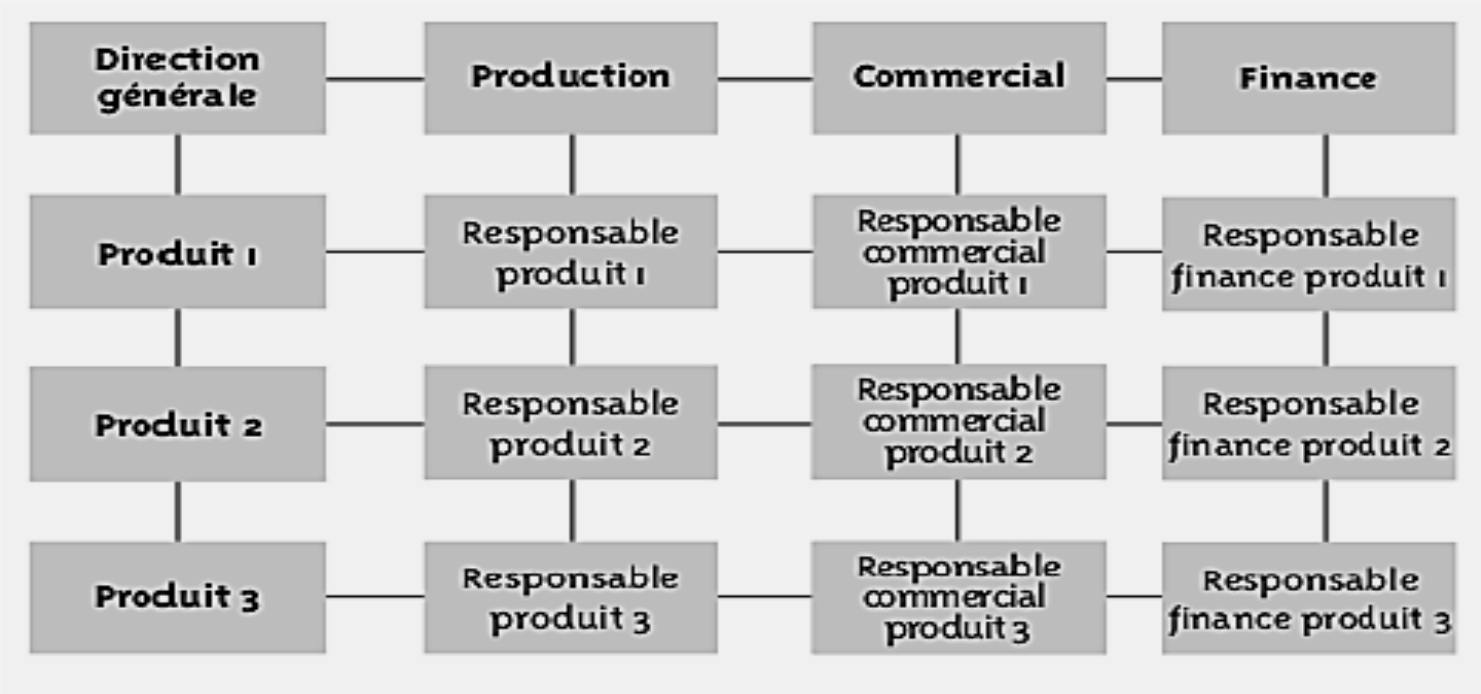 Direction
générale
Production
Commercial
Finance
Produit 1
Responsable
produit 1
Responsable
commercial
produit 1
Responsable
finance produit 1
Produit 2
Responsable
produit 2
Responsable
commercial
produit 2
Responsable
finance produit 2
Produit 3
Responsable
produit 3
Responsable
commercial
produit 3
Responsable
finance produit 3